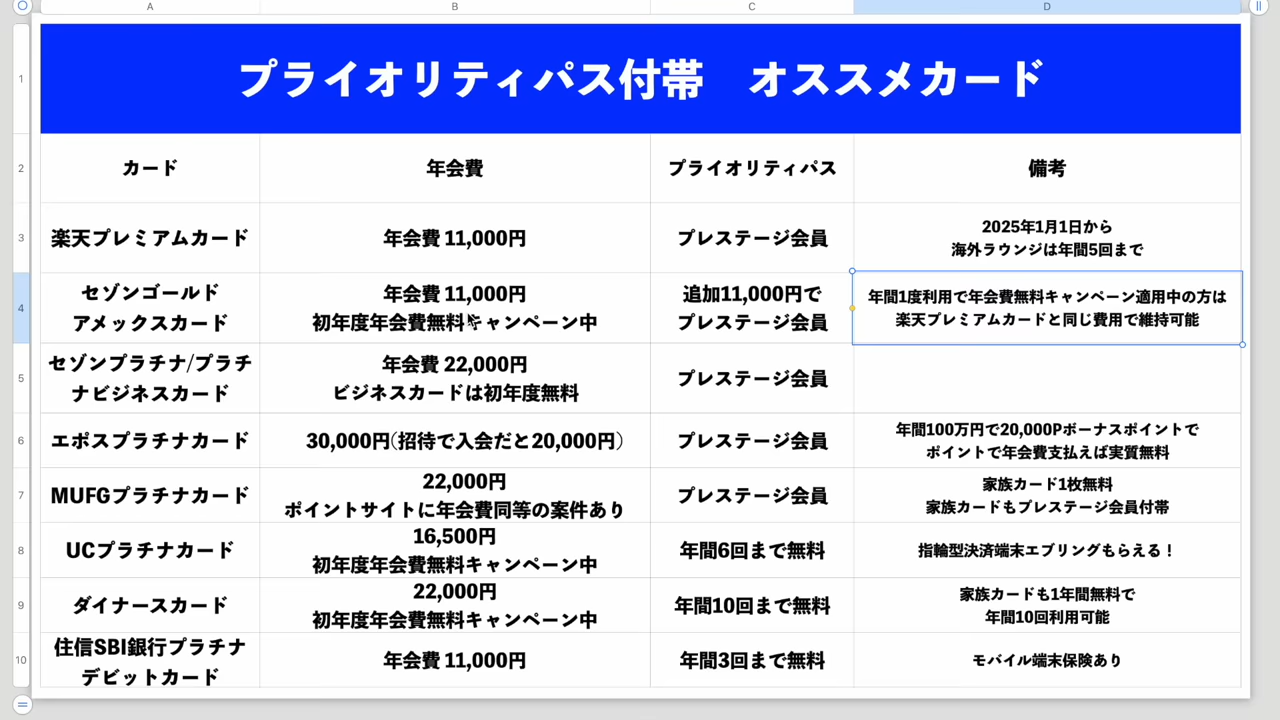 A
B
C
D
1
プライオリティパス付帯　オススメカード
2
カード
年会費
プライオリティパス
備考
3
楽天プレミアムカード
年会費 11,000円
プレステージ会員
2025年1月1日から
海外ラウンジは年間5回まで
4
セゾンゴールド
アメックスカード
年会費 11,000円
初年度年会費無料キャンペーン中
追加11,000円で
プレステージ会員
年間1度利用で年会費無料キャンペーン適用中の方は
楽天プレミアムカードと同じ費用で維持可能
5
セゾンプラチナ/プラチ
ナビジネスカード
年会費 22,000円
ビジネスカードは初年度無料
プレステージ会員
6
エポスプラチナカード
30,000円(招待で入会だと20,000円)
プレステージ会員
年間100万円で20,000Pボーナスポイントで
ポイントで年会費支払えば実質無料
7
MUFGプラチナカード
22,000円
ポイントサイトに年会費同等の案件あり
プレステージ会員
家族カード1枚無料
家族カードもプレステージ会員付帯
8
UCプラチナカード
16,500円
初年度年会費無料キャンペーン中
年間6回まで無料
指輪型決済端末エブリングもらえる！
9
ダイナースカード
22,000円
初年度年会費無料キャンペーン中
年間10回まで無料
家族カードも1年間無料で
年間10回利用可能
10
住信SBI銀行プラチナ
デビットカード
年会費 11,000円
年間3回まで無料
モバイル端末保険あり